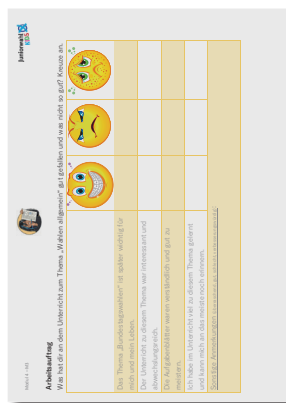 Juniorwahl
KIDS
Arbeitsauftrag
Was hat dir an dem Unterricht zum Thema „Wahlen allgemein“ gut gefallen und was nicht so gut? Kreuze an.
Das Thema „Bundestagswahlen“ ist später wichtig für
mich und mein Leben.
Der Unterricht zu diesem Thema war interessant und
abwechslungsreich.
Die Aufgabenblätter waren verständlich und gut zu
meistern.
Ich habe im Unterricht viel zu diesem Thema gelernt
und kann mich an das meiste noch erinnern.
Sonstige Anmerkungen